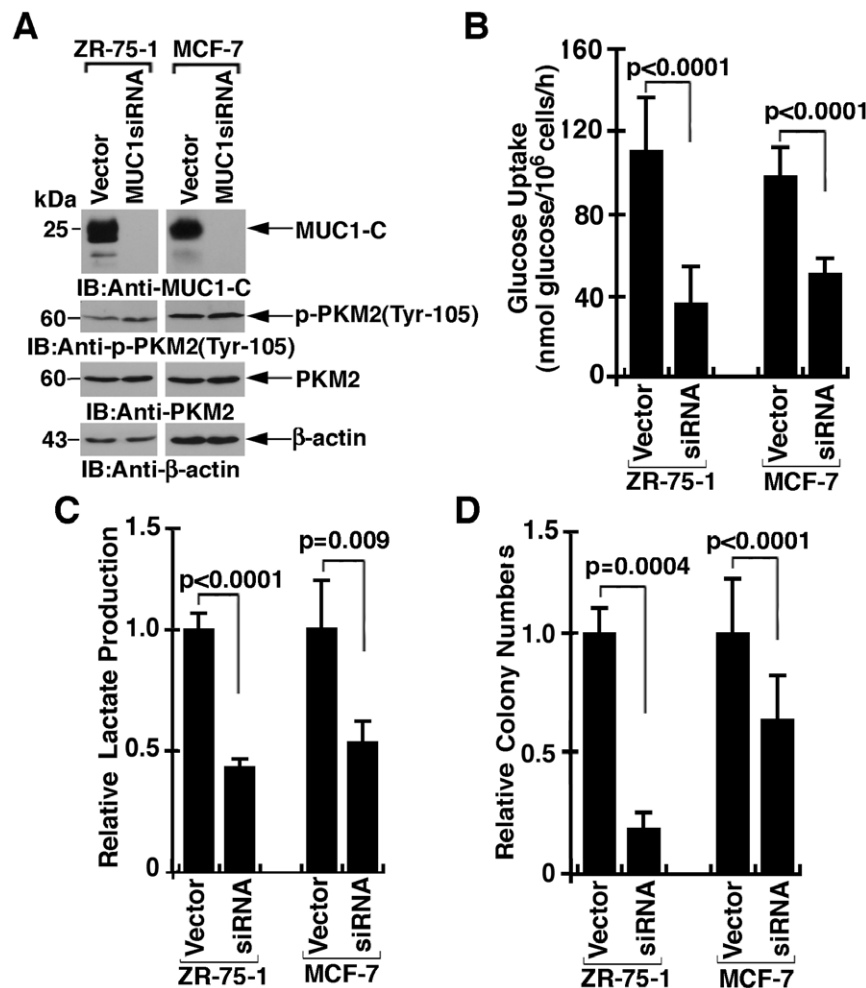 A
ZR-75-1 MCF-7
Vector
MUC1siRNA
Vector
MUC1siRNA
kDa
25 MUC1-C
IB:Anti-MUC1-C
60 p-PKM2(Tyr-105)
IB:Anti-p-PKM2(Tyr-105)
60 PKM2
IB:Anti-PKM2
43 β-actin
IB:Anti-β-actin
B
Glucose Uptake
(nmol glucose/10⁶ cells/h)
160
120
80
40
0
p<0.0001
p<0.0001
Vector
siRNA
Vector
siRNA
ZR-75-1
MCF-7
C
Relative Lactate Production
1.5
1.0
0.5
0
p<0.0001
p=0.009
Vector
siRNA
Vector
siRNA
ZR-75-1
MCF-7
D
Relative Colony Numbers
1.5
1.0
0.5
0
p=0.0004
p<0.0001
Vector
siRNA
Vector
siRNA
ZR-75-1
MCF-7